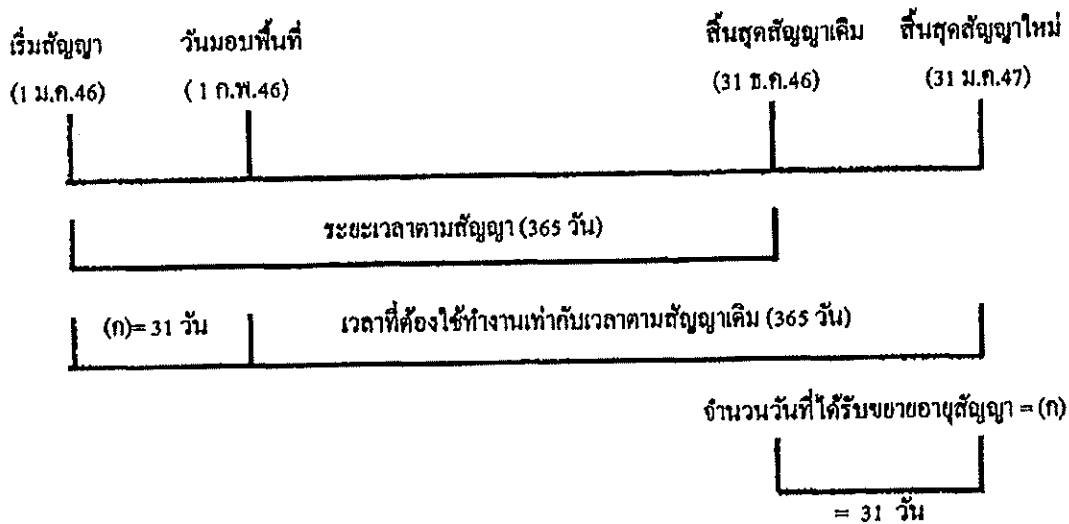 เริ่มสัญญา วันมอบพื้นที่ สิ้นสุดสัญญาเดิม สิ้นสุดสัญญาใหม่
(1 ม.ค.46) ( 1 ก.พ.46) (31 ธ.ค.46) (31 ม.ค.47)
ระยะเวลาตามสัญญา (365 วัน)
(ก)= 31 วัน เวลาที่ต้องใช้ทำงานเท่ากับเวลาตามสัญญาเดิม (365 วัน)
จำนวนวันที่ได้รับขยายอายุสัญญา = (ก)
= 31 วัน